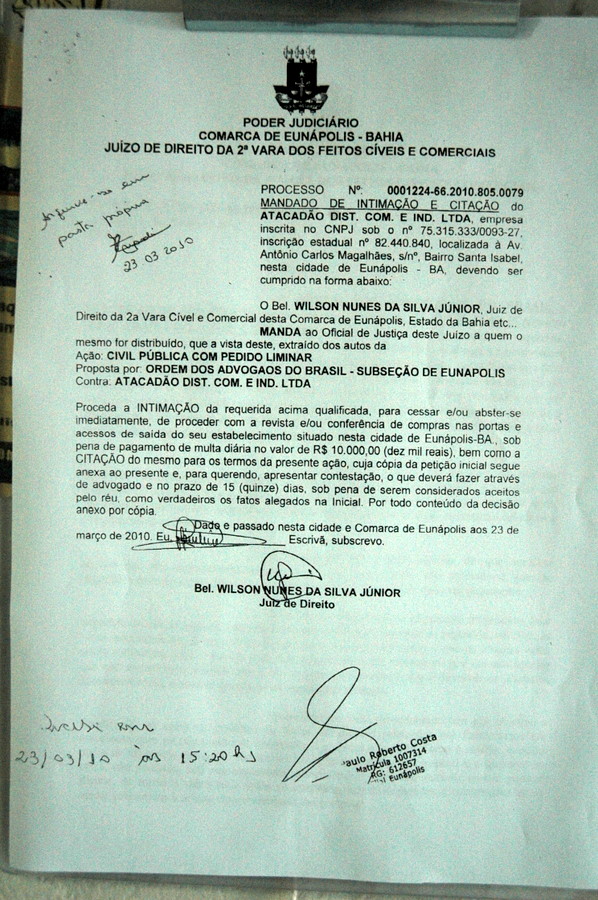 PODER JUDICIÁRIO
COMARCA DE EUNÁPOLIS - BAHIA
JUÍZO DE DIREITO DA 2ª VARA DOS FEITOS CÍVEIS E COMERCIAIS
pasta própria
23 03 2010
PROCESSO Nº: 0001224-66.2010.805.0079
MANDADO DE INTIMAÇÃO E CITAÇÃO do
ATACADÃO DIST. COM. E IND. LTDA, empresa
inscrita no CNPJ sob o nº 75.315.333/0093-27,
inscrição estadual nº 82.440.840, localizada à Av.
Antônio Carlos Magalhães, s/nº, Bairro Santa Isabel,
nesta cidade de Eunápolis - BA, devendo ser
cumprido na forma abaixo:
O Bel. WILSON NUNES DA SILVA JÚNIOR, Juiz de
Direito da 2a Vara Cível e Comercial desta Comarca de Eunápolis, Estado da Bahia etc...
MANDA ao Oficial de Justiça deste Juízo a quem o
mesmo for distribuído, que a vista deste, extraído dos autos da
Ação: CIVIL PÚBLICA COM PEDIDO LIMINAR
Proposta por: ORDEM DOS ADVOGAOS DO BRASIL - SUBSEÇÃO DE EUNAPOLIS
Contra: ATACADÃO DIST. COM. E IND. LTDA
Proceda a INTIMAÇÃO da requerida acima qualificada, para cessar e/ou abster-se
imediatamente, de proceder com a revista e/ou conferência de compras nas portas e
acessos de saída do seu estabelecimento situado nesta cidade de Eunápolis-BA., sob
pena de pagamento de multa diária no valor de R$ 10.000,00 (dez mil reais), bem como a
CITAÇÃO do mesmo para os termos da presente ação, cuja cópia da petição inicial segue
anexa ao presente e, para querendo, apresentar contestação, o que deverá fazer através
de advogado e no prazo de 15 (quinze) dias, sob pena de serem considerados aceitos
pelo réu, como verdadeiros os fatos alegados na Inicial. Por todo conteúdo da decisão
anexo por cópia.
Dado e passado nesta cidade e Comarca de Eunápolis aos 23 de
março de 2010. Eu, Escrivã, subscrevo.
Bel. WILSON NUNES DA SILVA JÚNIOR
Juiz de Direito
23/03/10 às 15:20 hs
aulo Roberto Costa
Matrícula 1007314
RG: 612657
Eunápolis